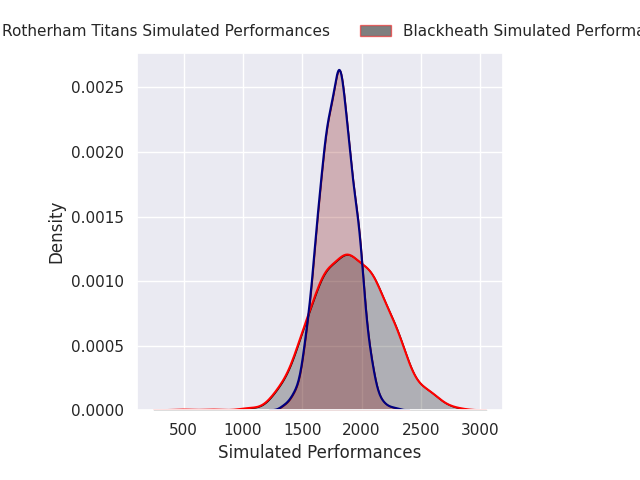 Rotherham Titans Simulated Performances
Blackheath Simulated Performa
0.0025
0.0020
0.0015
0.0010
0.0005
0.0000
Density
500 1000 1500 2000 2500 3000
Simulated Performances